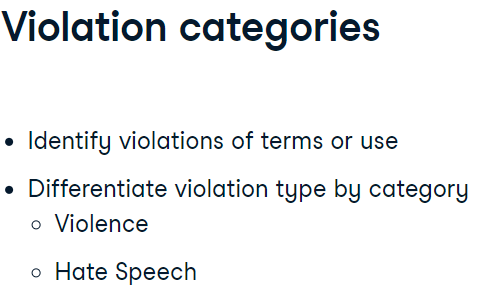 Violation categories
• Identify violations of terms or use
• Differentiate violation type by category
○ Violence
○ Hate Speech